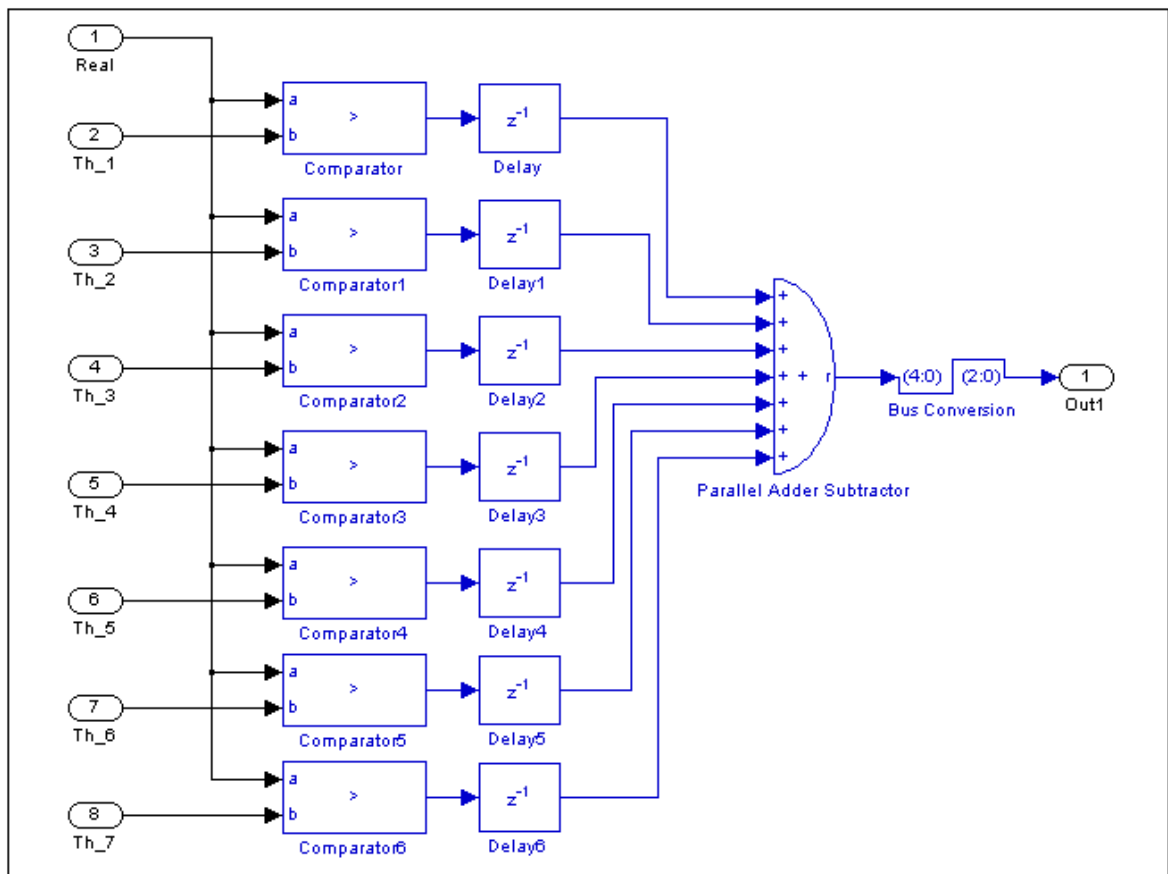 1
Real
a
b
>
Comparator
z-1
Delay
2
Th_1
a
b
>
Comparator1
z-1
Delay1
3
Th_2
a
b
>
Comparator2
z-1
Delay2
4
Th_3
a
b
>
Comparator3
z-1
Delay3
5
Th_4
a
b
>
Comparator4
z-1
Delay4
6
Th_5
a
b
>
Comparator5
z-1
Delay5
7
Th_6
a
b
>
Comparator6
z-1
Delay6
8
Th_7
+
+
+
+ + r
+
+
+
Parallel Adder Subtractor
(4:0) (2:0)
Bus Conversion
1
Out1